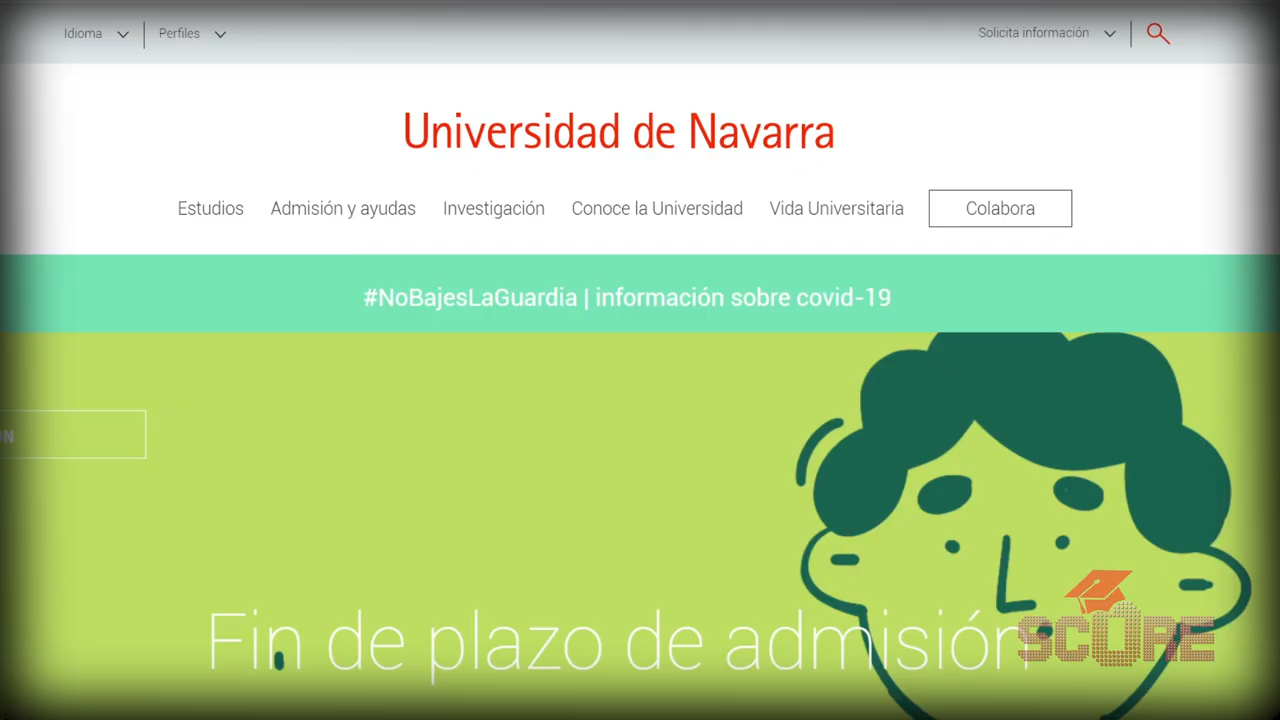 Idioma
Perfiles
Solicita información
Universidad de Navarra
Estudios
Admisión y ayudas
Investigación
Conoce la Universidad
Vida Universitaria
Colabora
#NoBajesLaGuardia | información sobre covid-19
Fin de plazo de admisión
SCURE